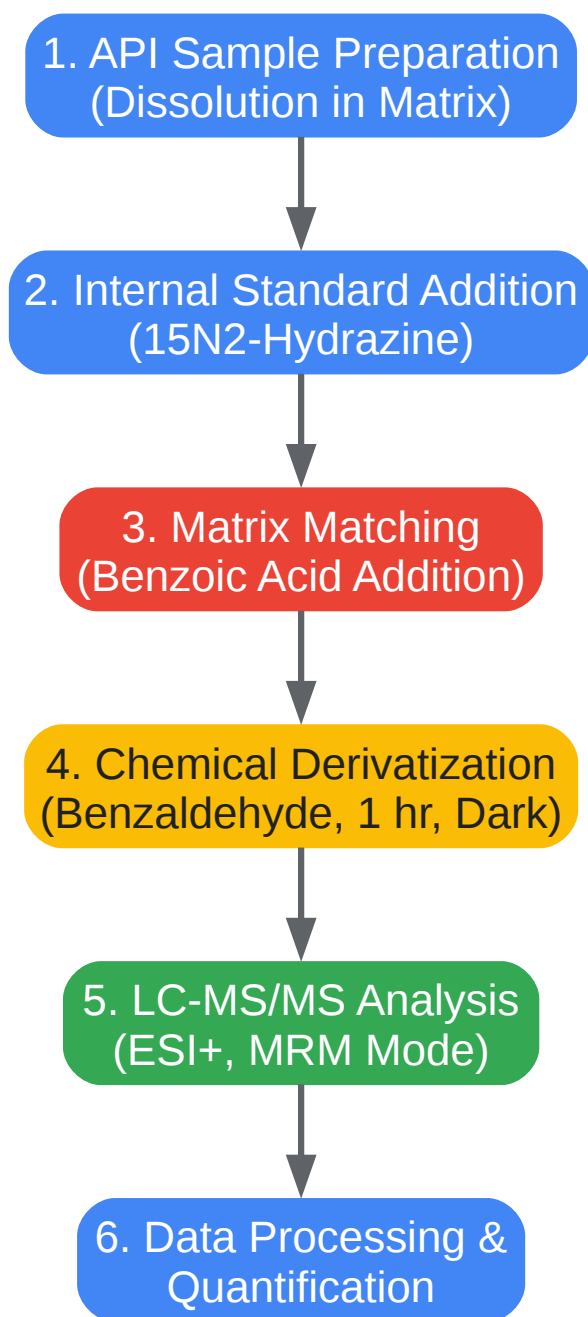 1. API Sample Preparation
(Dissolution in Matrix)
2. Internal Standard Addition
(15N2-Hydrazine)
3. Matrix Matching
(Benzoic Acid Addition)
4. Chemical Derivatization
(Benzaldehyde, 1 hr, Dark)
5. LC-MS/MS Analysis
(ESI+, MRM Mode)
6. Data Processing &
Quantification